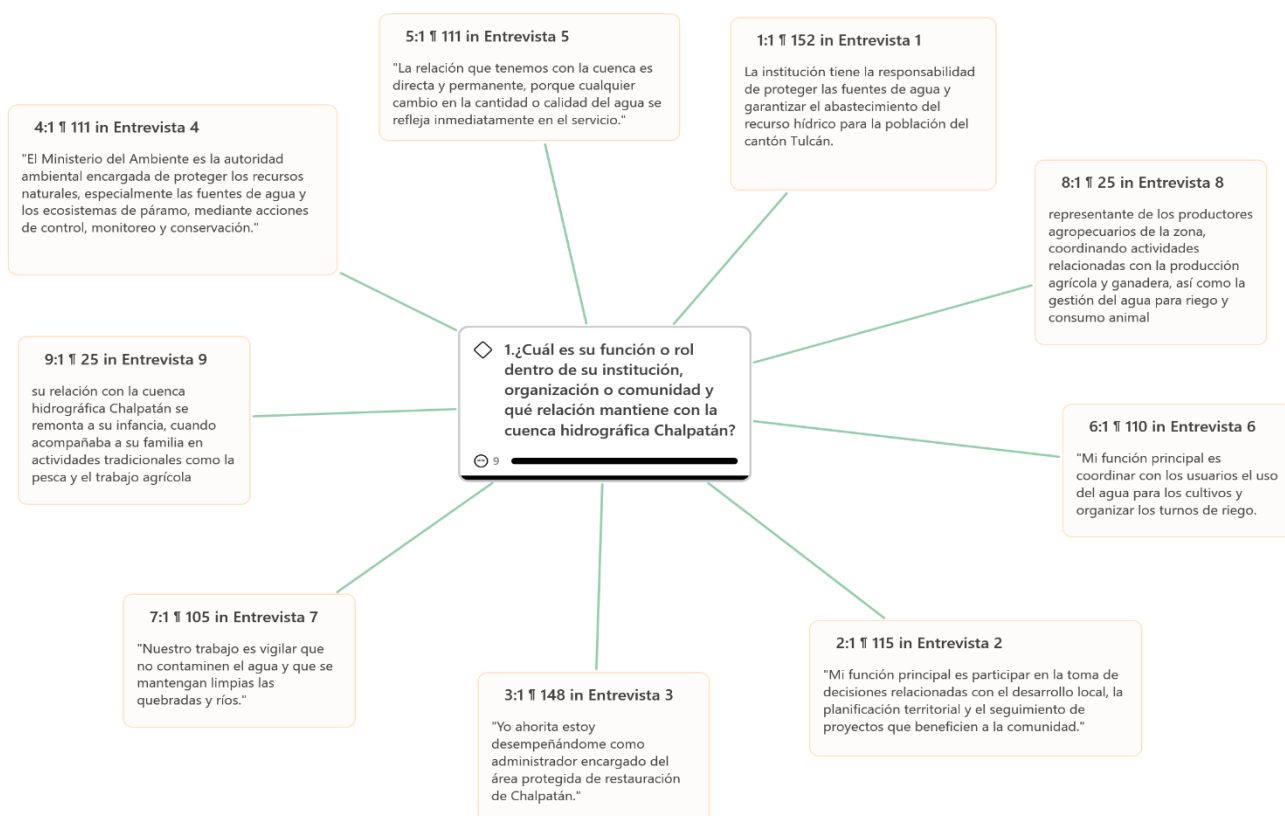 5:1 ¶ 111 in Entrevista 5
"La relación que tenemos con la cuenca es
directa y permanente, porque cualquier
cambio en la cantidad o calidad del agua se
refleja inmediatamente en el servicio."
1:1 ¶ 152 in Entrevista 1
La institución tiene la responsabilidad
de proteger las fuentes de agua y
garantizar el abastecimiento del
recurso hídrico para la población del
cantón Tulcán.
4:1 ¶ 111 in Entrevista 4
"El Ministerio del Ambiente es la autoridad
ambiental encargada de proteger los recursos
naturales, especialmente las fuentes de agua y
los ecosistemas de páramo, mediante acciones
de control, monitoreo y conservación."
8:1 ¶ 25 in Entrevista 8
representante de los productores
agropecuarios de la zona,
coordinando actividades
relacionadas con la producción
agrícola y ganadera, así como la
gestión del agua para riego y
consumo animal
1.¿Cuál es su función o rol
dentro de su institución,
organización o comunidad y
qué relación mantiene con la
cuenca hidrográfica Chalpatán?
9
9:1 ¶ 25 in Entrevista 9
su relación con la cuenca
hidrográfica Chalpatán se
remonta a su infancia, cuando
acompañaba a su familia en
actividades tradicionales como la
pesca y el trabajo agrícola
6:1 ¶ 110 in Entrevista 6
"Mi función principal es
coordinar con los usuarios el uso
del agua para los cultivos y
organizar los turnos de riego.
7:1 ¶ 105 in Entrevista 7
"Nuestro trabajo es vigilar que
no contaminen el agua y que se
mantengan limpias las
quebradas y ríos."
2:1 ¶ 115 in Entrevista 2
"Mi función principal es participar en la toma de
decisiones relacionadas con el desarrollo local, la
planificación territorial y el seguimiento de
proyectos que beneficien a la comunidad."
3:1 ¶ 148 in Entrevista 3
"Yo ahorita estoy
desempeñándome como
administrador encargado del
área protegida de restauración
de Chalpatán."